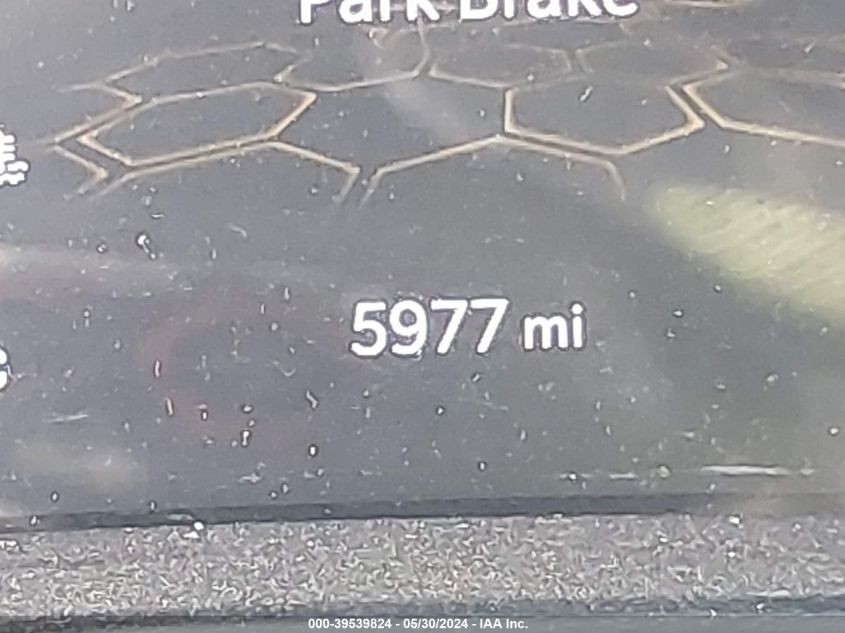 Park Brake
5977 mi
000-39539824 - 05/30/2024 - IAA Inc.